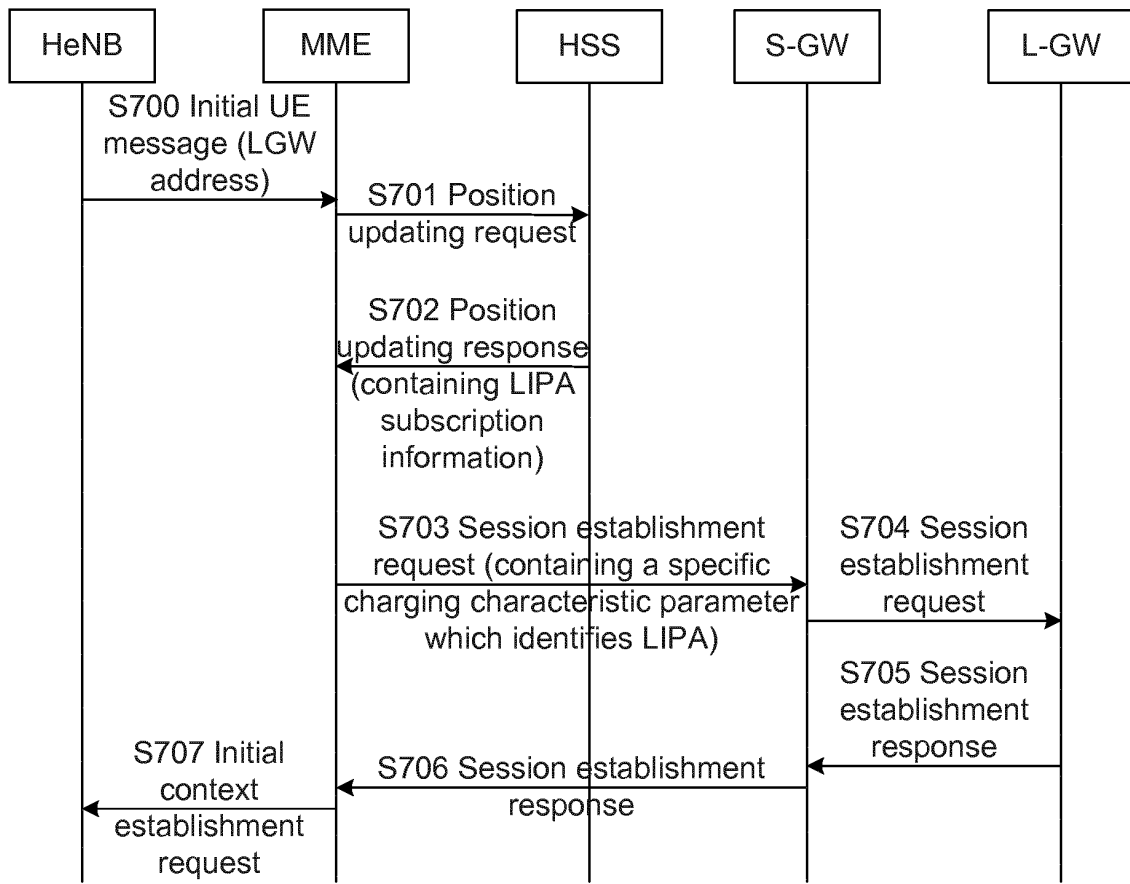 HeNB
MME
HSS
S-GW
L-GW
S700 Initial UE
message (LGW
address)
S701 Position
updating request
S702 Position
updating response
(containing LIPA
subscription
information)
S703 Session establishment
request (containing a specific
charging characteristic parameter
which identifies LIPA)
S704 Session
establishment
request
S705 Session
establishment
response
S706 Session establishment
response
S707 Initial
context
establishment
request